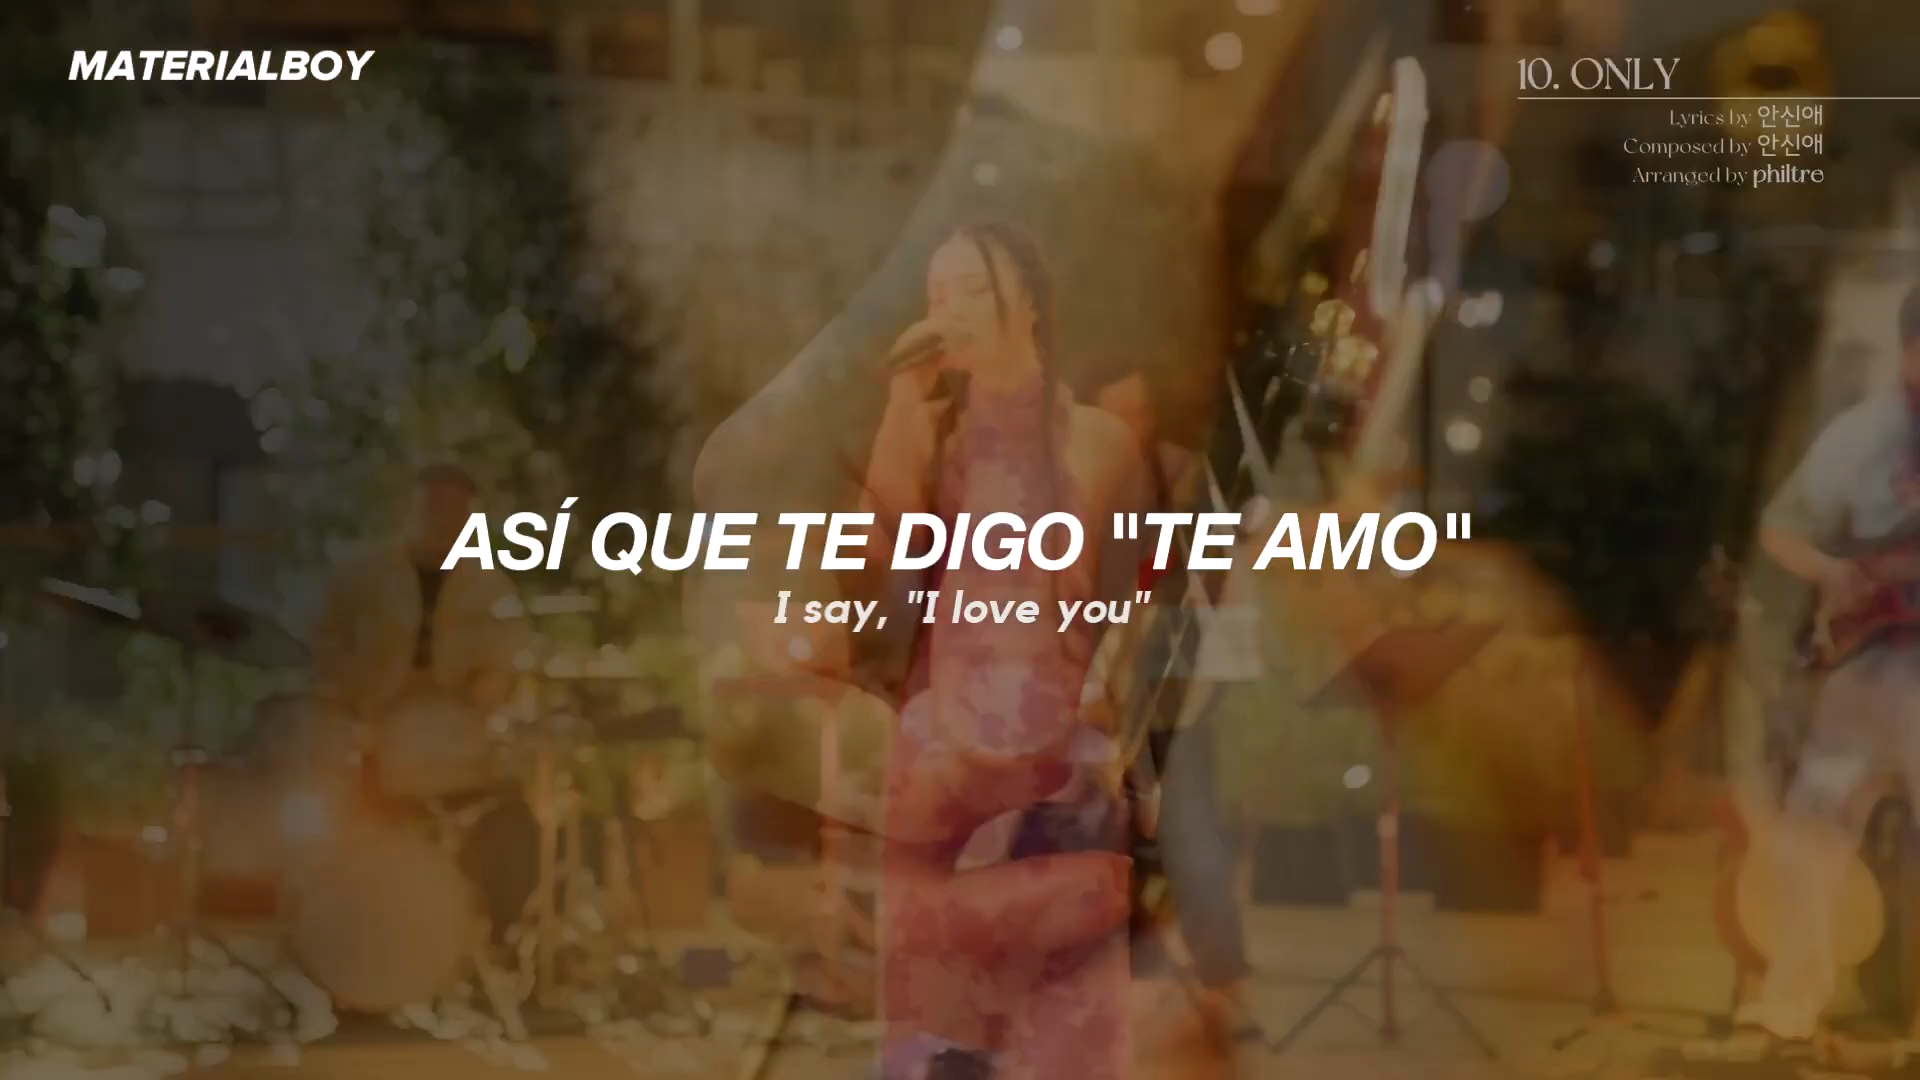 MATERIALBOY
10. ONLY
Lyrics by 안신애
Composed by 안신애
Arranged by philtre
ASÍ QUE TE DIGO "TE AMO"
I say, "I love you"